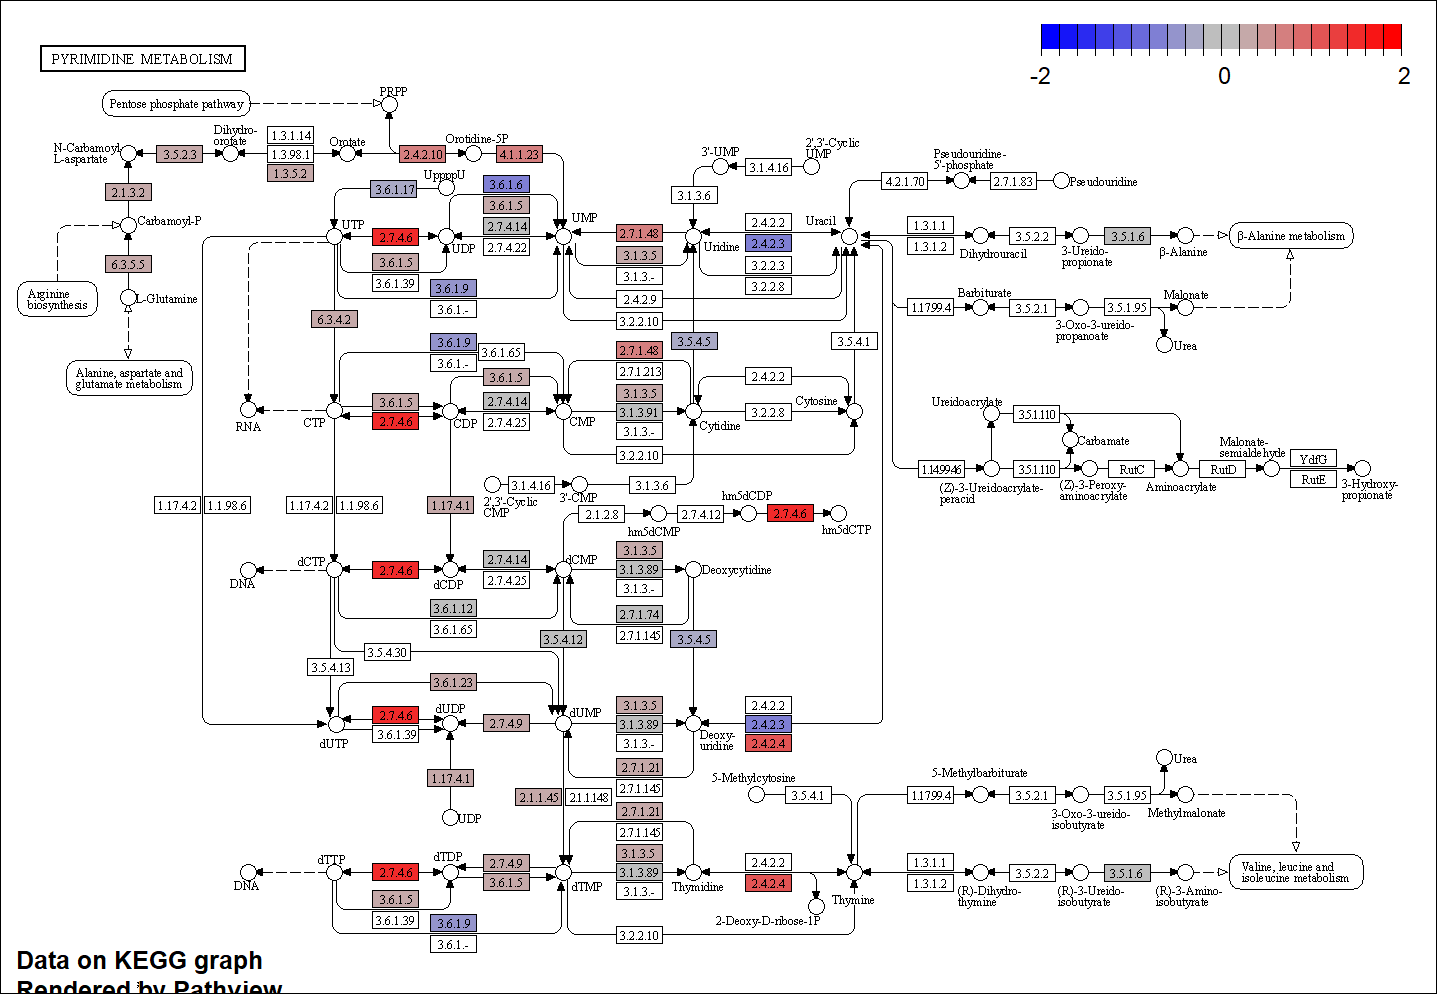 PYRIMIDINE METABOLISM
-2
0
2
Pentose phosphate pathway
PRPP
N-Carbamoyl-
L-aspartate
Dihydro-
orotate
1.3.1.14
1.3.98.1
1.3.5.2
3.5.2.3
Orotate
Orotidine-5P
2.4.2.10
4.1.1.23
2.1.3.2
Carbamoyl-P
6.3.5.5
L-Glutamine
Arginine
biosynthesis
Alanine, aspartate and
glutamate metabolism
UppppU
3.6.1.17
3.6.1.6
3.6.1.5
2.7.4.14
2.7.4.22
UTP
2.7.4.6
3.6.1.5
3.6.1.39
UDP
UMP
3.6.1.9
3.6.1.-
6.3.4.2
3'-UMP
3.1.4.16
2',3'-Cyclic
UMP
3.1.3.6
2.7.1.48
3.1.3.5
3.1.3.-
2.4.2.9
3.2.2.10
Uridine
2.4.2.2
2.4.2.3
3.2.2.3
3.2.2.8
Uracil
4.2.1.70
Pseudouridine-
5'-phosphate
2.7.1.83
Pseudouridine
1.3.1.1
1.3.1.2
Dihydrouracil
3.5.2.2
3-Ureido-
propionate
3.5.1.6
β-Alanine
β-Alanine metabolism
1.1799.4
Barbiturate
3.5.2.1
3-Oxo-3-ureido-
propanoate
3.5.1.95
Malonate
Urea
3.6.1.9
3.6.1.-
3.6.1.65
3.6.1.5
2.7.4.14
2.7.4.25
RNA
CTP
3.6.1.5
2.7.4.6
CDP
CMP
2.7.1.48
2.7.1.213
3.1.3.5
3.1.3.91
3.1.3.-
3.2.2.10
3.5.4.5
Cytidine
2.4.2.2
3.2.2.8
Cytosine
3.5.4.1
Ureidoacrylate
3.5.1.110
Carbamate
1.14.99.46
(Z)-3-Ureidoacrylate-
peracid
3.5.1.110
(Z)-3-Peroxy-
aminoacrylate
RutC
Aminoacrylate
RutD
Malonate-
semialdehyde
YdfG
RutE
3-Hydroxy-
propionate
2',3'-Cyclic
CMP
3.1.4.16
3'-CMP
3.1.3.6
1.17.4.2
1.1.98.6
1.17.4.2
1.1.98.6
1.17.4.1
2.1.2.8
hm5dCMP
2.7.4.12
hm5dCDP
2.7.4.6
hm5dCTP
DNA
dCTP
2.7.4.6
dCDP
2.7.4.14
2.7.4.25
dCMP
3.1.3.5
3.1.3.89
3.1.3.-
Deoxycytidine
3.6.1.12
3.6.1.65
2.7.1.74
2.7.1.145
3.5.4.12
3.5.4.5
3.5.4.30
3.5.4.13
3.6.1.23
dUTP
2.7.4.6
3.6.1.39
dUDP
2.7.4.9
dUMP
3.1.3.5
3.1.3.89
3.1.3.-
Deoxy-
uridine
2.4.2.2
2.4.2.3
2.4.2.4
1.17.4.1
UDP
2.7.1.21
2.7.1.145
2.1.1.45
2.1.1.148
2.7.1.21
2.7.1.145
5-Methylcytosine
3.5.4.1
DNA
dTTP
2.7.4.6
3.6.1.5
3.6.1.39
dTDP
2.7.4.9
3.6.1.5
3.6.1.9
3.6.1.-
dTMP
3.1.3.5
3.1.3.89
3.1.3.-
3.2.2.10
Thymidine
2.4.2.2
2.4.2.4
2-Deoxy-D-ribose-1P
Thymine
1.1799.4
5-Methylbarbiturate
3.5.2.1
3-Oxo-3-ureido-
isobutyrate
3.5.1.95
Methylmalonate
Urea
1.3.1.1
1.3.1.2
(R)-Dihydro-
thymine
3.5.2.2
(R)-3-Ureido-
isobutyrate
3.5.1.6
(R)-3-Amino-
isobutyrate
Valine, leucine and
isoleucine metabolism
Data on KEGG graph
Rendered by Pathview